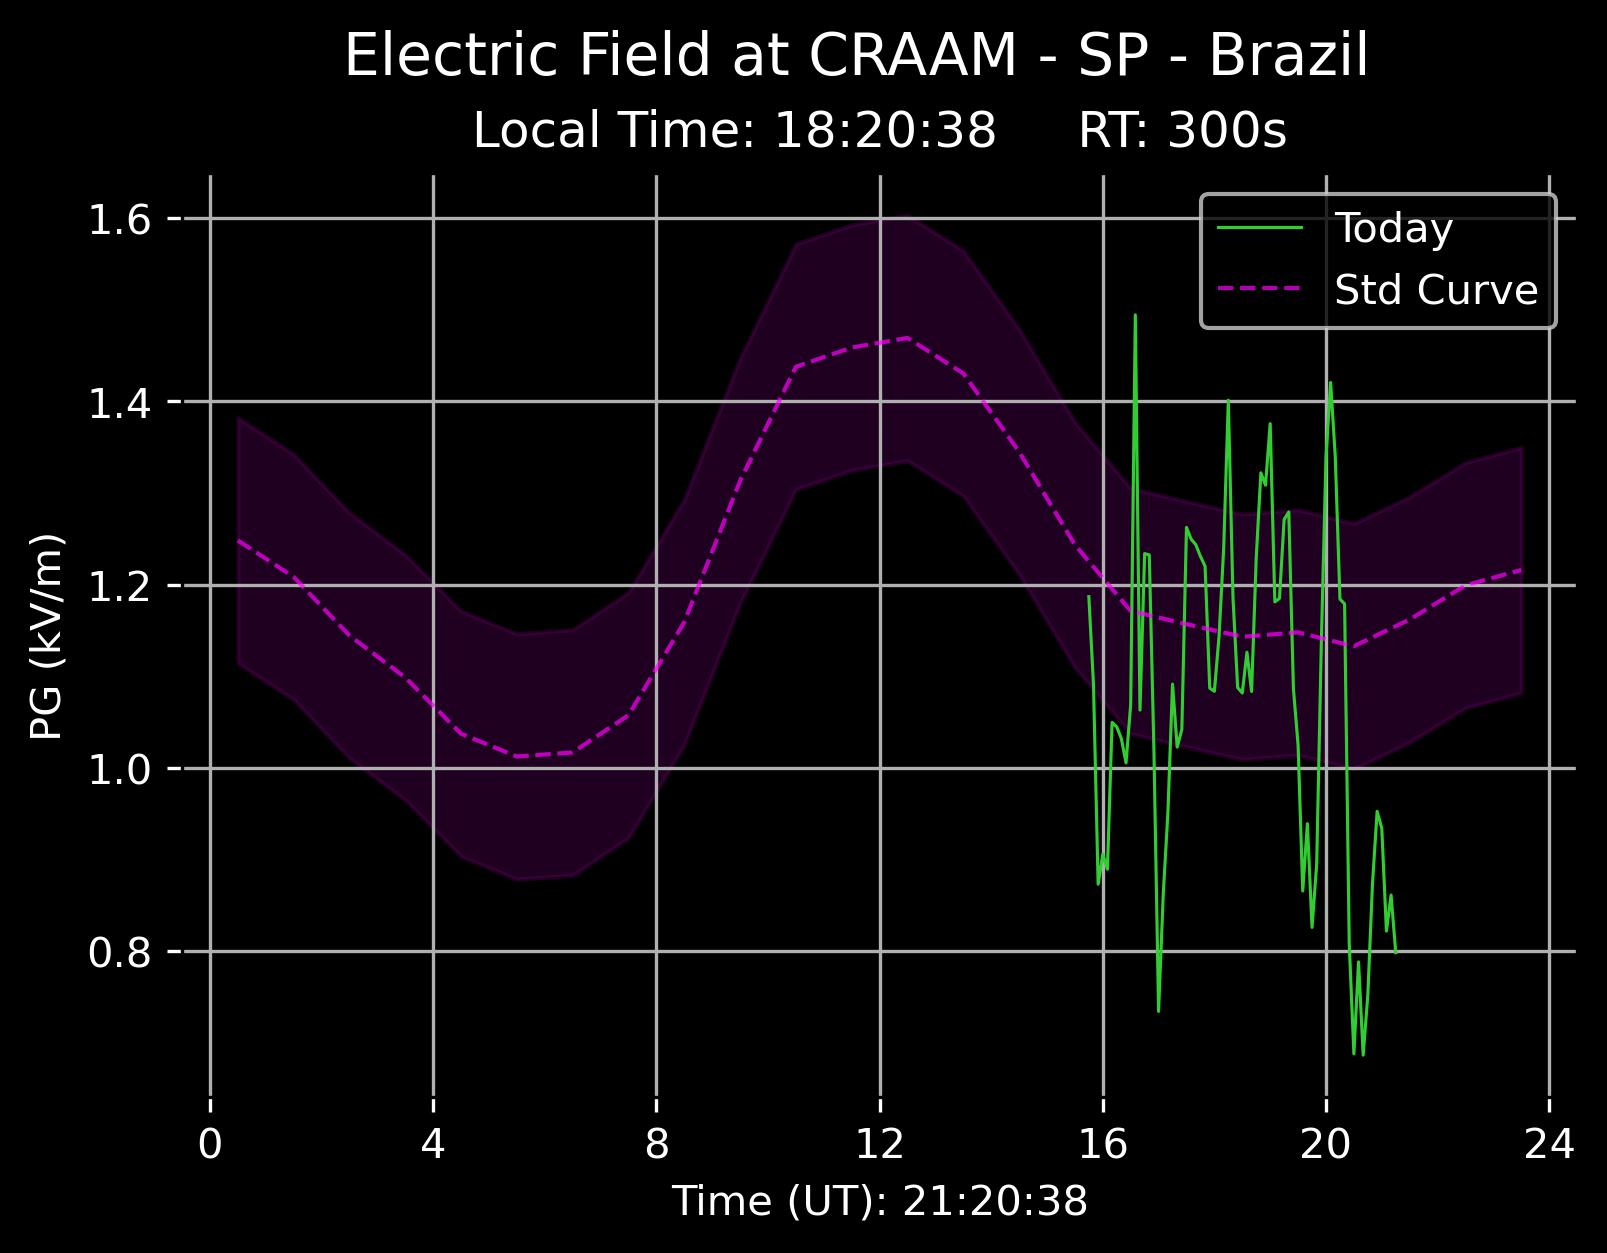 Electric Field at CRAAM - SP - Brazil
Local Time: 18:20:38 RT: 300s
Today
Std Curve
PG (kV/m)
1.6
1.4
1.2
1.0
0.8
0 4 8 12 16 20 24
Time (UT): 21:20:38